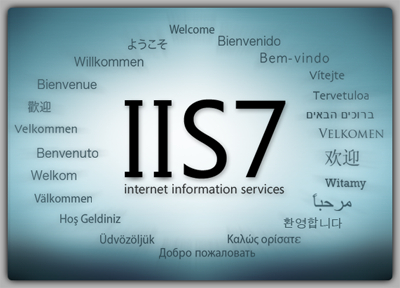 Welcome
ようこそ
Bienvenido
Willkommen
Bem-vindo
Vítejte
Bienvenue
Tervetuloa
歡迎
ברוכים הבאים
Velkommen
VELKOMEN
IIS7
Benvenuto
欢迎
internet information services
Welkom
Witamy
Välkommen
مرحباً
Hoş Geldiniz
환영합니다
Üdvözöljük
Καλώς ορίσατε
Добро пожаловать